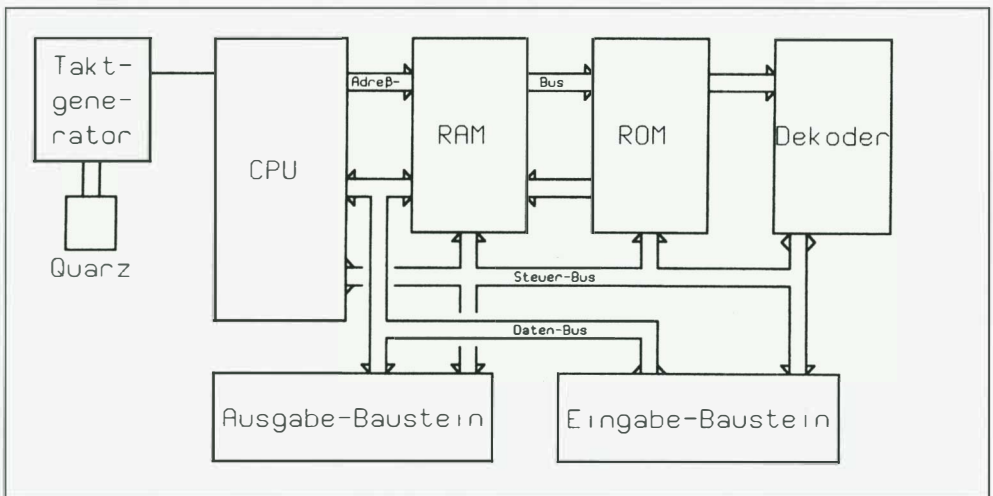 Takt-
gene-
rator
Quarz
CPU
Adreß-
RAM
Bus
ROM
Dekoder
Steuer-Bus
Daten-Bus
Ausgabe-Baustein
Eingabe-Baustein